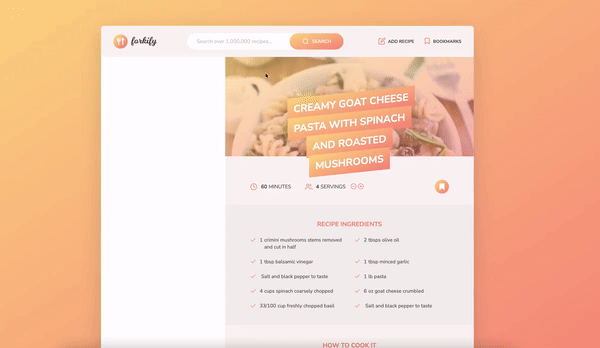 forkify
Search over 1,000,000 recipes...
SEARCH
ADD RECIPE
BOOKMARKS
CREAMY GOAT CHEESE
PASTA WITH SPINACH
AND ROASTED
MUSHROOMS
60 MINUTES
4 SERVINGS
RECIPE INGREDIENTS
1 crimini mushrooms stems removed
and cut in half
2 tbsps olive oil
1 tbsp balsamic vinegar
1 tbsp minced garlic
Salt and black pepper to taste
1 lb pasta
4 cups spinach coarsely chopped
6 oz goat cheese crumbled
33/100 cup freshly chopped basil
Salt and black pepper to taste
HOW TO COOK IT